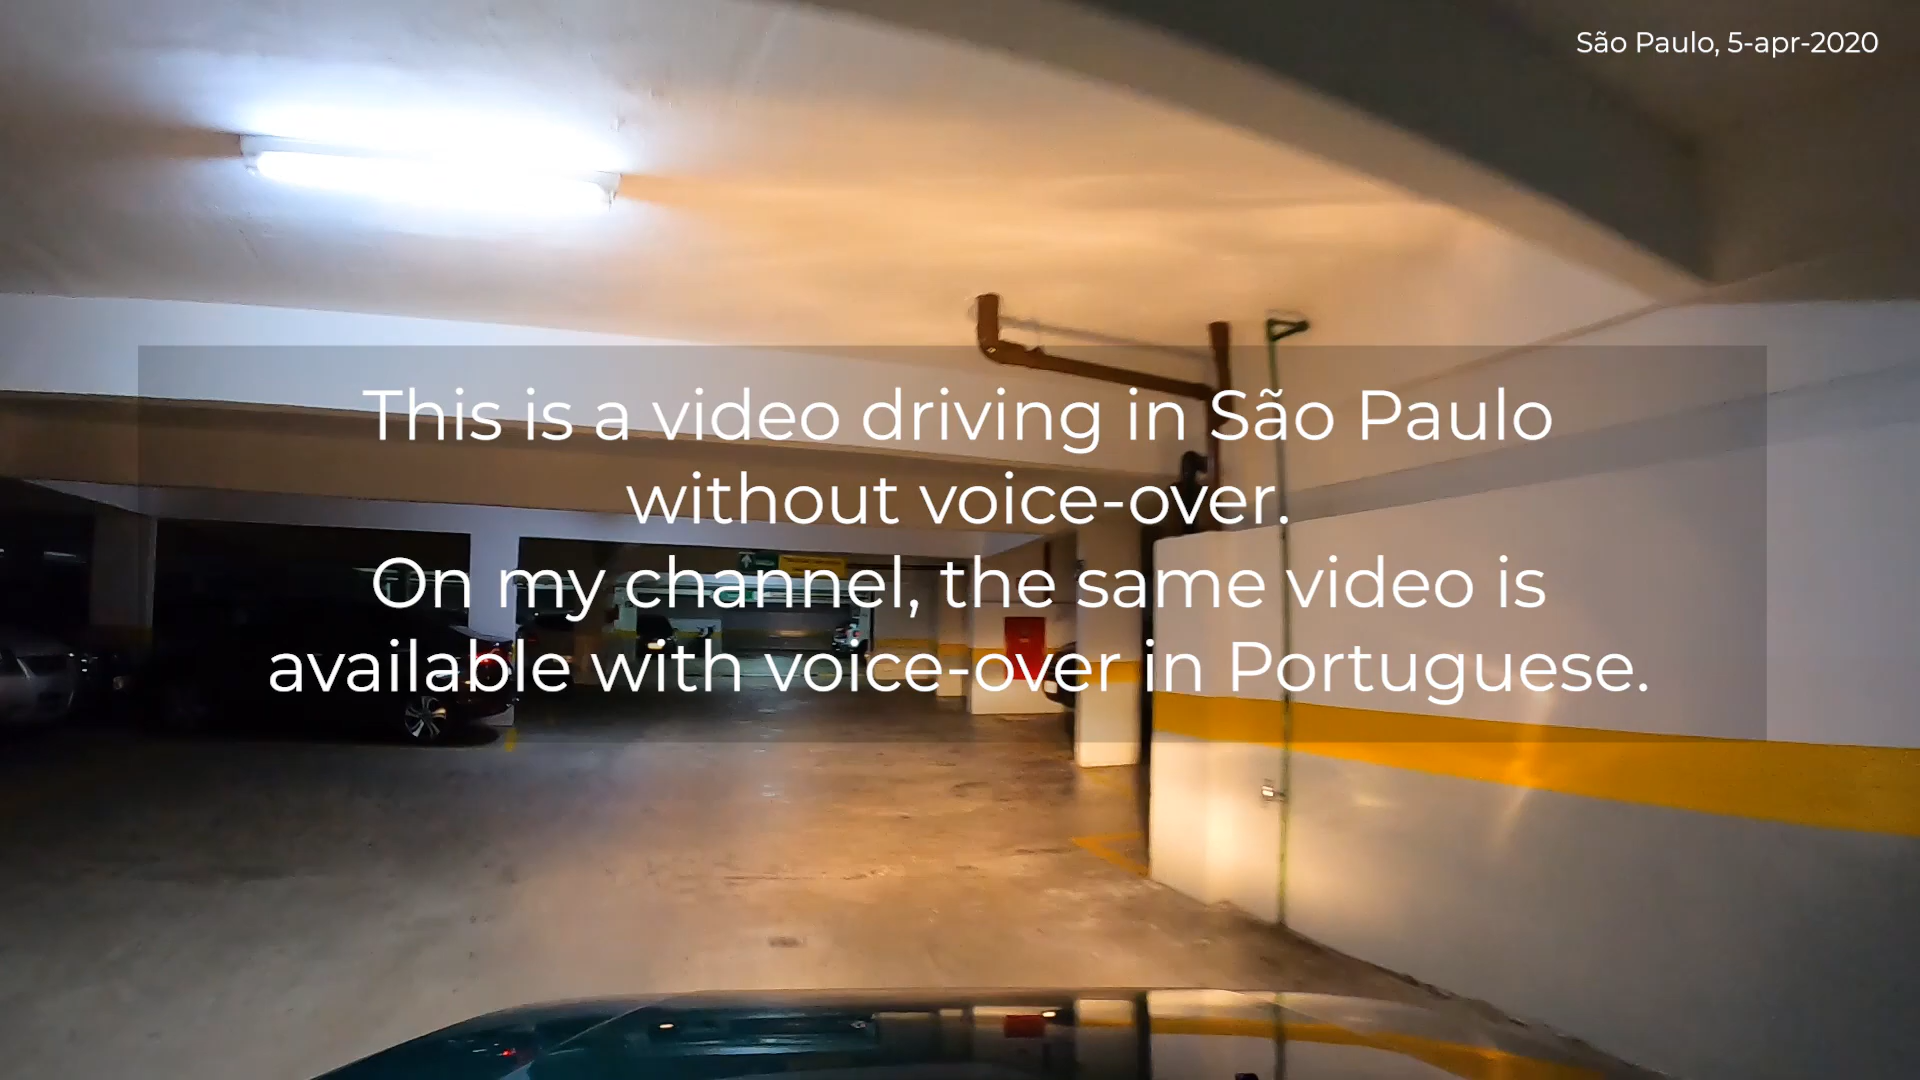 São Paulo, 5-apr-2020
This is a video driving in São Paulo
without voice-over.
On my channel, the same video is
available with voice-over in Portuguese.